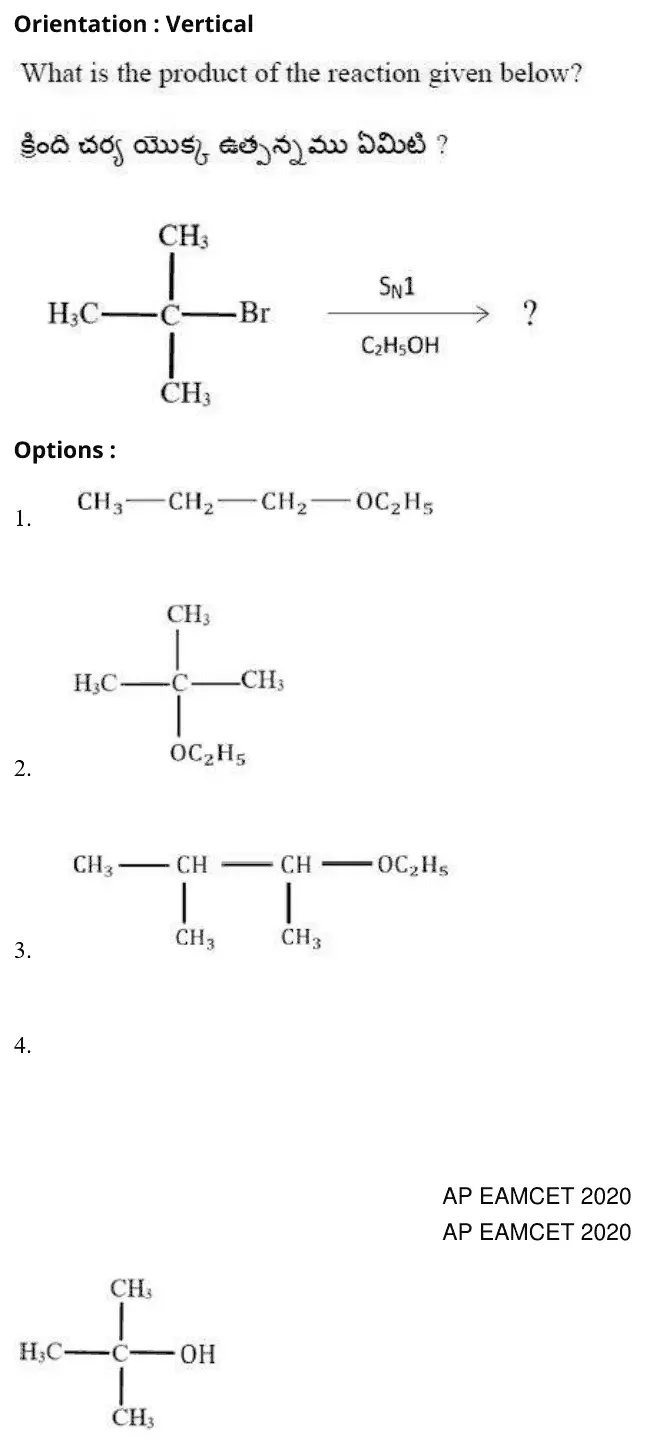 Orientation : Vertical
What is the product of the reaction given below?
క్రింది చర్య యొక్క ఉత్పన్నము ఏమిటి ?
CH₃
H₃C—C—Br
CH₃
S_N1
C₂H₅OH
?
Options :
1. CH₃—CH₂—CH₂—OC₂H₅
CH₃
H₃C—C—CH₃
OC₂H₅
2.
CH₃—CH—CH—OC₂H₅
CH₃ CH₃
3.
4.
AP EAMCET 2020
AP EAMCET 2020
CH₃
H₃C—C—OH
CH₃